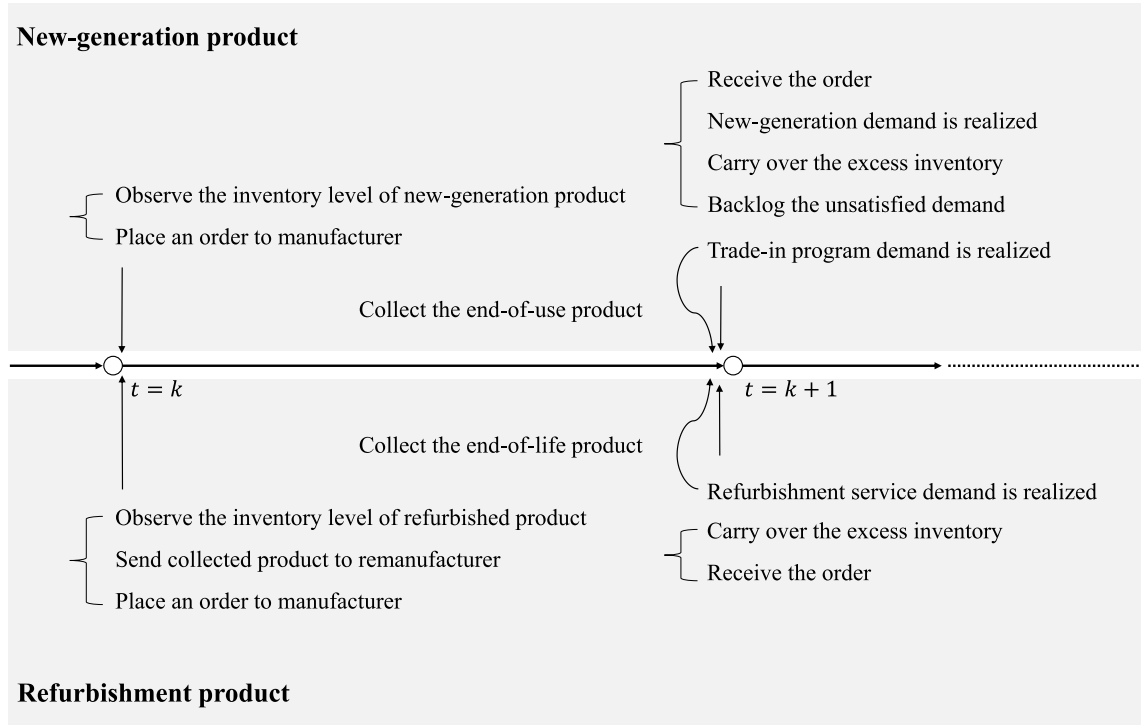 New-generation product
Receive the order
New-generation demand is realized
Carry over the excess inventory
Backlog the unsatisfied demand
Observe the inventory level of new-generation product
Place an order to manufacturer
Trade-in program demand is realized
Collect the end-of-use product
t = k
t = k + 1
Collect the end-of-life product
Refurbishment service demand is realized
Observe the inventory level of refurbished product
Send collected product to remanufacturer
Place an order to manufacturer
Carry over the excess inventory
Receive the order
Refurbishment product